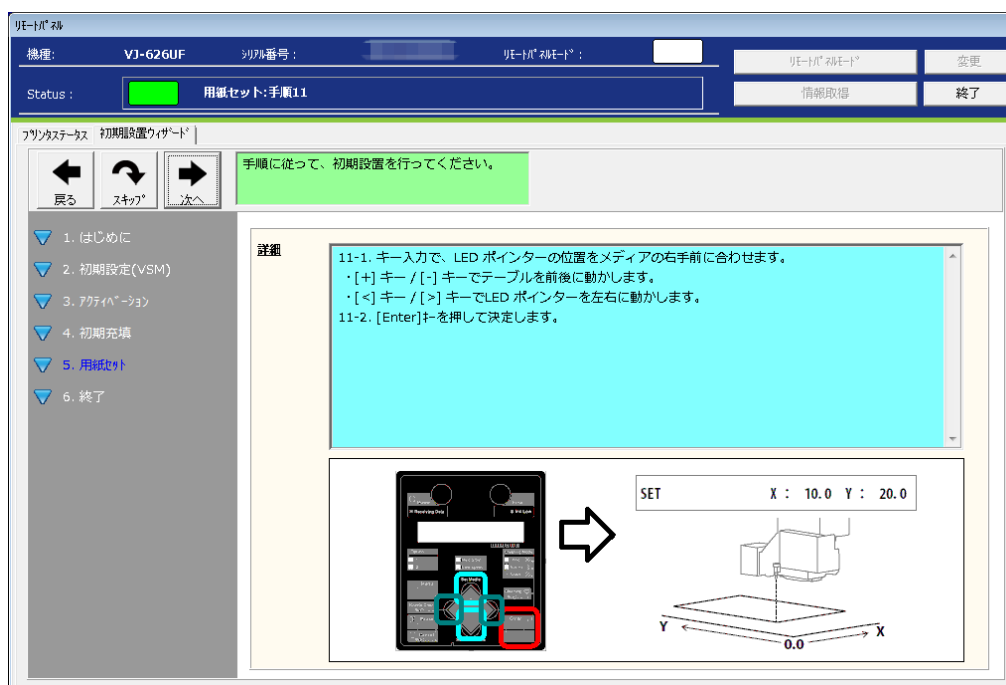 ﾘﾓｰﾄﾊﾟﾈﾙ
機種: VJ-626UF ｼﾘｱﾙ番号 : ﾘﾓｰﾄﾊﾟﾈﾙﾓｰﾄﾞ :
ﾘﾓｰﾄﾊﾟﾈﾙﾓｰﾄﾞ 変更
Status : 用紙セット:手順11
情報取得 終了
ﾌﾟﾘﾝﾀｽﾃｰﾀｽ 初期設置ｳｨｻﾞｰﾄﾞ
戻る ｽｷｯﾌﾟ 次へ
手順に従って、初期設置を行ってください。
1. はじめに
2. 初期設定(VSM)
3. ｱｸﾃｨﾍﾞｰｼｮﾝ
4. 初期充填
5. 用紙ｾｯﾄ
6. 終了
詳細
11-1. キー入力で、LED ポインターの位置をメディアの右手前に合わせます。
・[+] キー / [-] キーでテーブルを前後に動かします。
・[<] キー / [>] キーでLED ポインターを左右に動かします。
11-2. [Enter]ｷｰを押して決定します。
SET X : 10.0 Y : 20.0
Y X
0.0